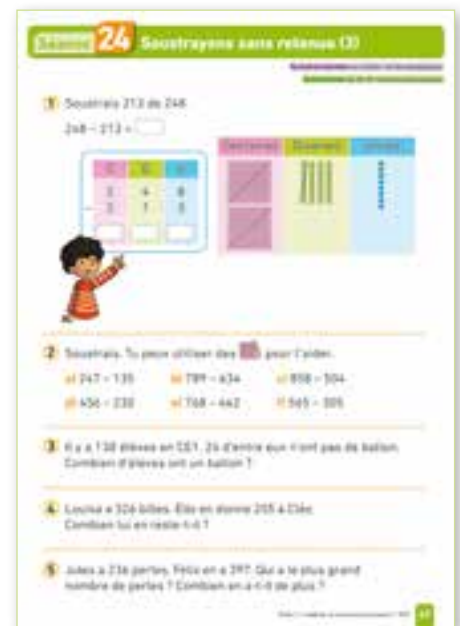 Séance 24 Soustrayons sans retenue (3)
1 Soustrais 213 de 248
248 – 213 =
Centaines Dizaines Unités
C D U
2 4 8
– 2 1 3
2 Soustrais. Tu peux utiliser des pour t'aider.
a) 247 – 135 b) 789 – 434 c) 858 – 504
d) 456 – 230 e) 768 – 442 f) 565 – 305
3 Il y a 138 élèves en CE1. 24 d'entre eux n'ont pas de ballon.
Combien d'élèves ont un ballon ?
4 Louisa a 326 billes. Elle en donne 205 à Cléo.
Combien lui en reste-t-il ?
5 Jules a 236 perles. Félix en a 397. Qui a le plus grand
nombre de perles ? Combien en a-t-il de plus ?